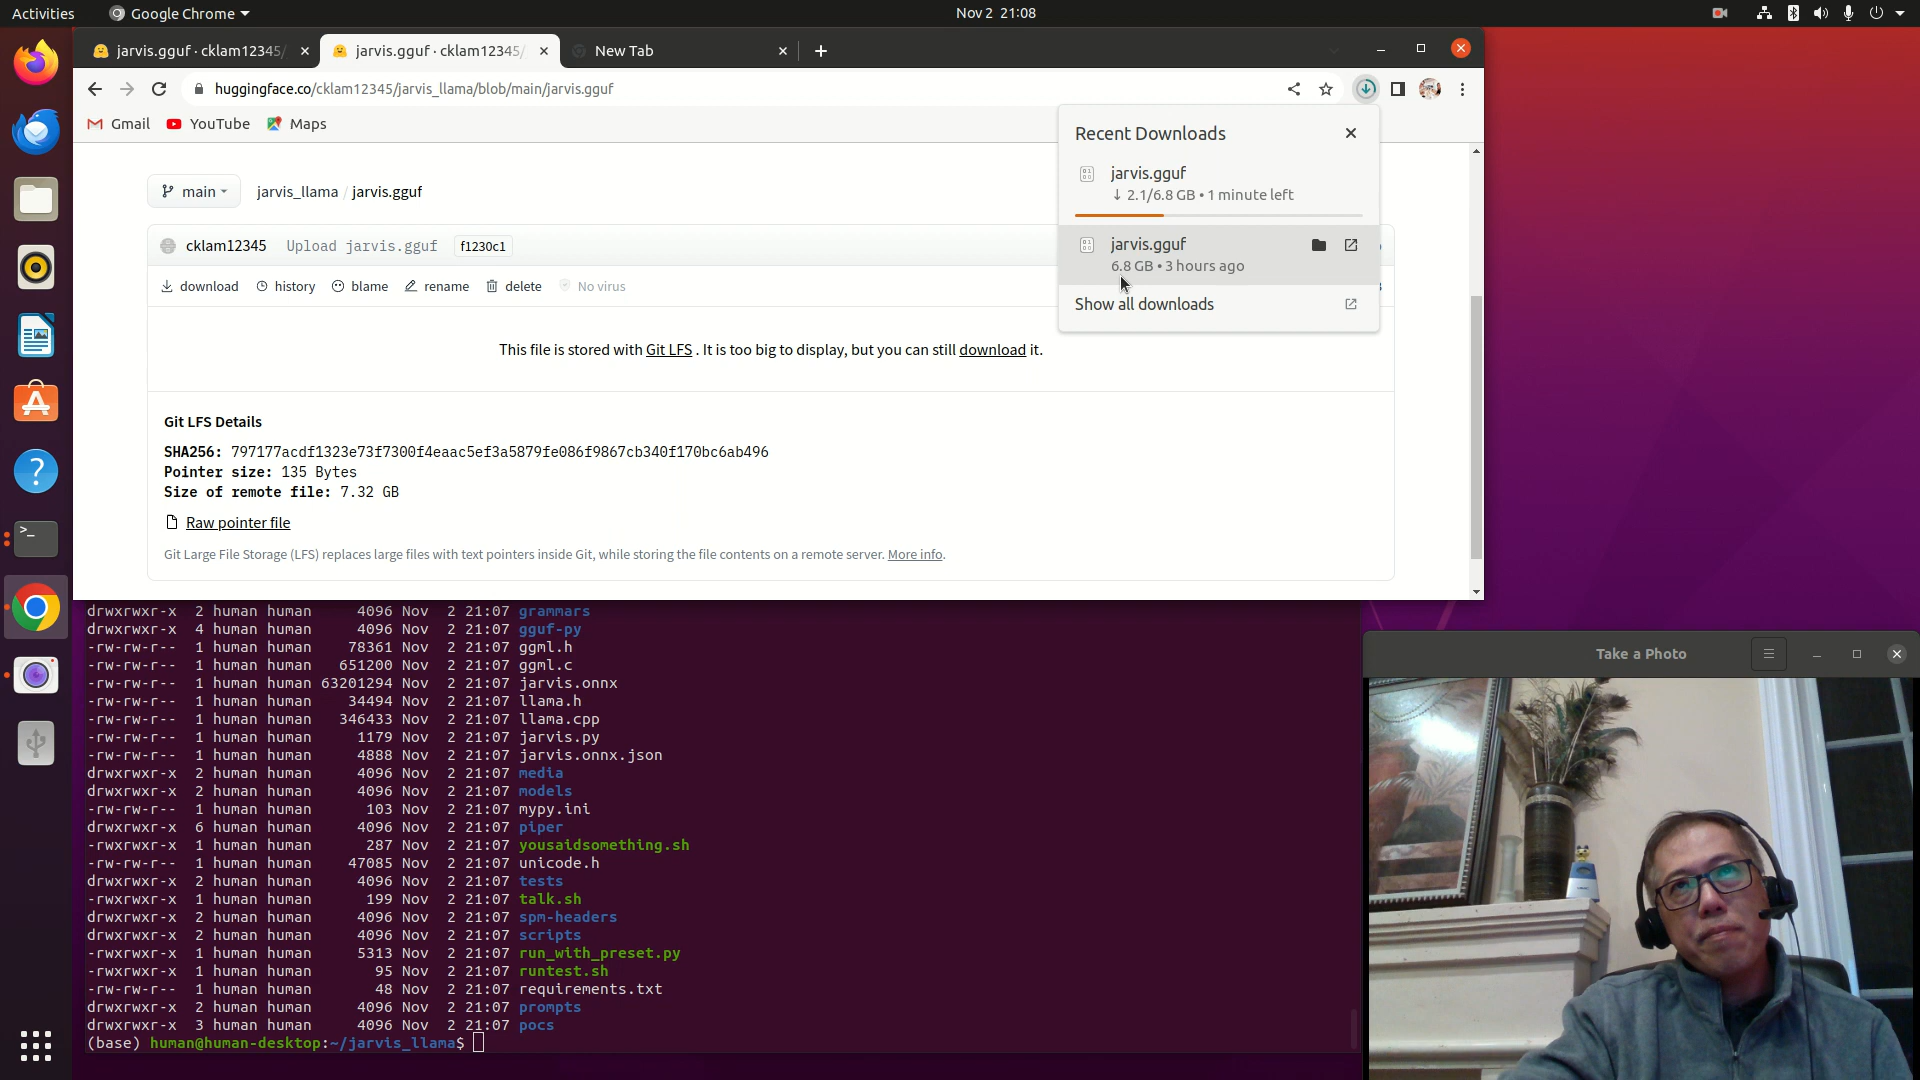 Activities
Google Chrome
Nov 2 21:08
jarvis.gguf · cklam12345/
jarvis.gguf · cklam12345/
New Tab
huggingface.co/cklam12345/jarvis_llama/blob/main/jarvis.gguf
Gmail
YouTube
Maps
Recent Downloads
jarvis.gguf
↓ 2.1/6.8 GB • 1 minute left
jarvis.gguf
6.8 GB • 3 hours ago
Show all downloads
main
jarvis_llama / jarvis.gguf
cklam12345 Upload jarvis.gguf f1230c1
download history blame rename delete No virus
This file is stored with Git LFS . It is too big to display, but you can still download it.
Git LFS Details
SHA256: 797177acdf1323e73f7300f4eaac5ef3a5879fe086f9867cb340f170bc6ab496
Pointer size: 135 Bytes
Size of remote file: 7.32 GB
Raw pointer file
Git Large File Storage (LFS) replaces large files with text pointers inside Git, while storing the file contents on a remote server. More info.
drwxrwxr-x 2 human human 4096 Nov 2 21:07 grammars
drwxrwxr-x 4 human human 4096 Nov 2 21:07 gguf-py
-rw-rw-r-- 1 human human 78361 Nov 2 21:07 ggml.h
-rw-rw-r-- 1 human human 651200 Nov 2 21:07 ggml.c
-rw-rw-r-- 1 human human 63201294 Nov 2 21:07 jarvis.onnx
-rw-rw-r-- 1 human human 34494 Nov 2 21:07 llama.h
-rw-rw-r-- 1 human human 346433 Nov 2 21:07 llama.cpp
-rw-rw-r-- 1 human human 1179 Nov 2 21:07 jarvis.py
-rw-rw-r-- 1 human human 4888 Nov 2 21:07 jarvis.onnx.json
drwxrwxr-x 2 human human 4096 Nov 2 21:07 media
drwxrwxr-x 2 human human 4096 Nov 2 21:07 models
-rw-rw-r-- 1 human human 103 Nov 2 21:07 mypy.ini
drwxrwxr-x 6 human human 4096 Nov 2 21:07 piper
-rwxrwxr-x 1 human human 287 Nov 2 21:07 yousaidsomething.sh
-rw-rw-r-- 1 human human 47085 Nov 2 21:07 unicode.h
drwxrwxr-x 2 human human 4096 Nov 2 21:07 tests
-rwxrwxr-x 1 human human 199 Nov 2 21:07 talk.sh
drwxrwxr-x 2 human human 4096 Nov 2 21:07 spm-headers
drwxrwxr-x 2 human human 4096 Nov 2 21:07 scripts
-rwxrwxr-x 1 human human 5313 Nov 2 21:07 run_with_preset.py
-rwxrwxr-x 1 human human 95 Nov 2 21:07 runtest.sh
-rw-rw-r-- 1 human human 48 Nov 2 21:07 requirements.txt
drwxrwxr-x 2 human human 4096 Nov 2 21:07 prompts
drwxrwxr-x 3 human human 4096 Nov 2 21:07 pocs
(base) human@human-desktop:~/jarvis_llama$
Take a Photo